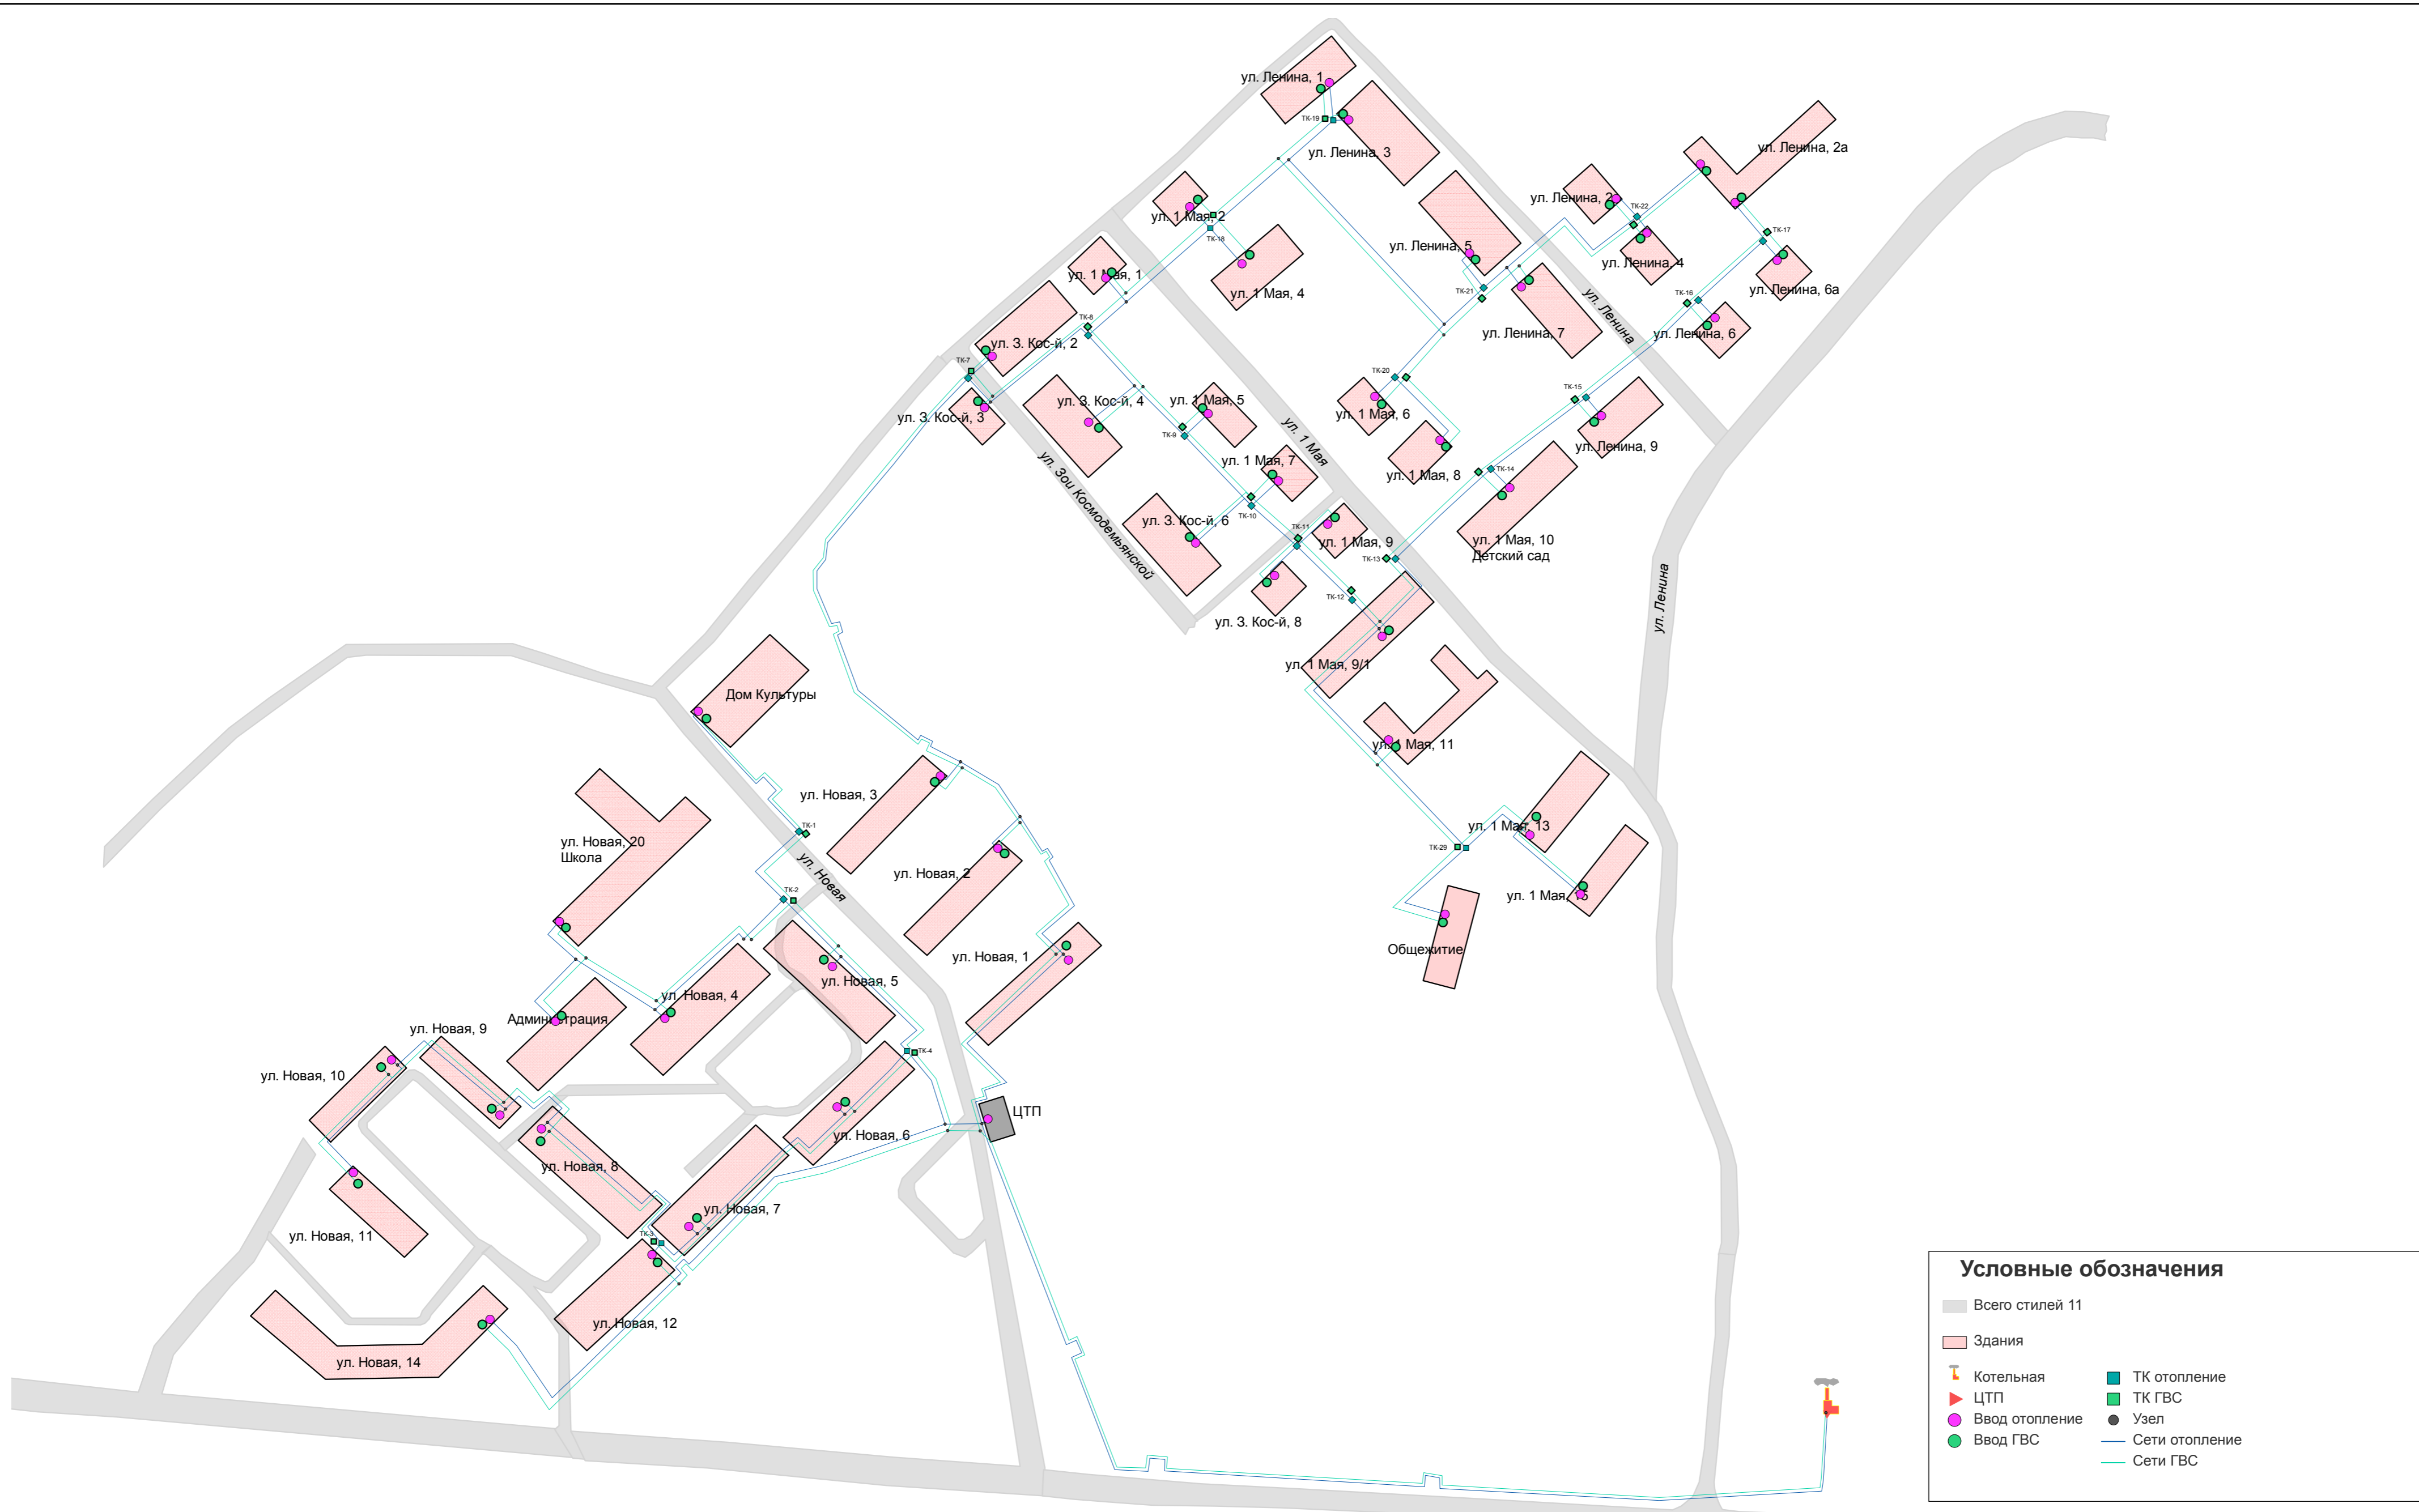 ул. Ленина, 1
ТК-19
ул. Ленина, 3
ул. Ленина, 2а
ул. Ленина, 2
ТК-22
ул. 1 Мая, 2
ТК-18
ТК-17
ул. Ленина, 5
ул. Ленина, 4
ул. 1 Мая, 1
ул. 1 Мая, 4
ТК-21
ул. Ленина, 6а
ТК-16
ул. Ленина
ТК-8
ул. Ленина, 7
ул. Ленина, 6
ул. З. Кос-й, 2
ТК-7
ТК-20
ТК-15
ул. З. Кос-й, 4
ул. 1 Мая, 5
ул. З. Кос-й, 3
ул. 1 Мая, 6
ТК-9
ул. 1 Мая
ул. Ленина, 9
ул. 1 Мая, 7
ТК-14
ул. 1 Мая, 8
ул. Зои Космодемьянской
ТК-10
ул. З. Кос-й, 6
ТК-11
ул. 1 Мая, 9
ул. 1 Мая, 10
Детский сад
ТК-13
ТК-12
ул. Ленина
ул. З. Кос-й, 8
ул. 1 Мая, 9/1
Дом Культуры
ул. 1 Мая, 11
ул. Новая, 3
ТК-1
ул. 1 Мая, 13
ул. Новая, 20
Школа
ТК-29
ул. Новая
ул. Новая, 2
ТК-2
ул. 1 Мая, 15
Общежитие
ул. Новая, 1
ул. Новая, 5
ул. Новая, 4
Администрация
ул. Новая, 9
ТК-4
ул. Новая, 10
ЦТП
ул. Новая, 6
ул. Новая, 8
ул. Новая, 7
ТК-3
ул. Новая, 11
ул. Новая, 12
ул. Новая, 14
Условные обозначения
Всего стилей 11
Здания
Котельная
ТК отопление
ЦТП
ТК ГВС
Ввод отопление
Узел
Ввод ГВС
Сети отопление
Сети ГВС